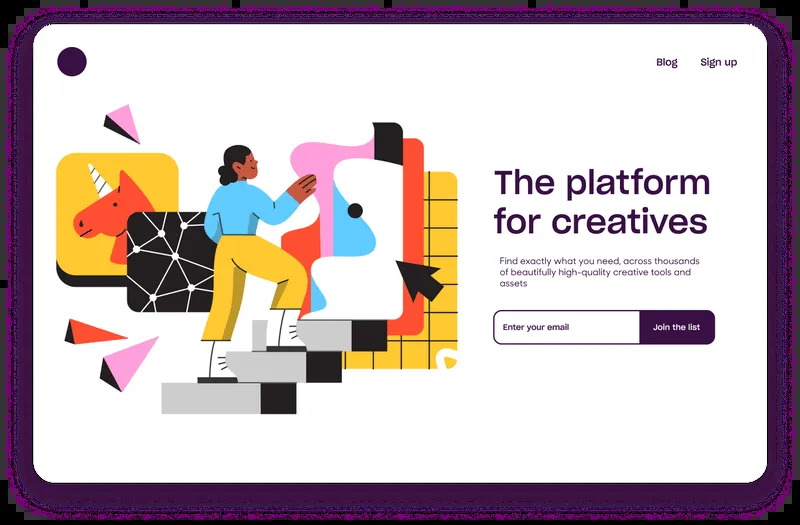 Blog
Sign up
The platform
for creatives
Find exactly what you need, across thousands
of beautifully high-quality creative tools and
assets
Enter your email
Join the list